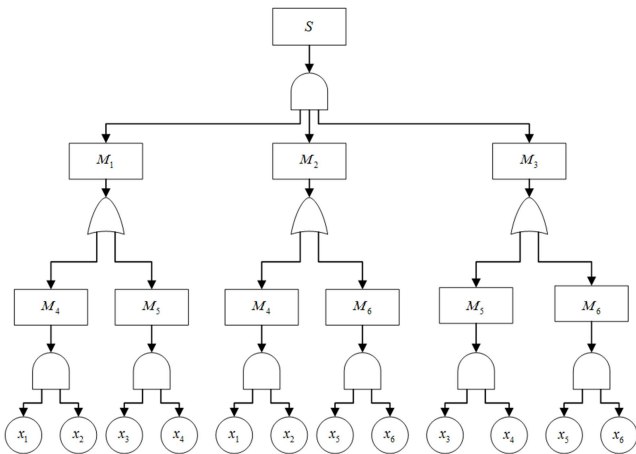 S
M₁ M₂ M₃
M₄ M₅ M₄ M₆ M₅ M₆
x₁ x₂ x₃ x₄ x₁ x₂ x₅ x₆ x₃ x₄ x₅ x₆